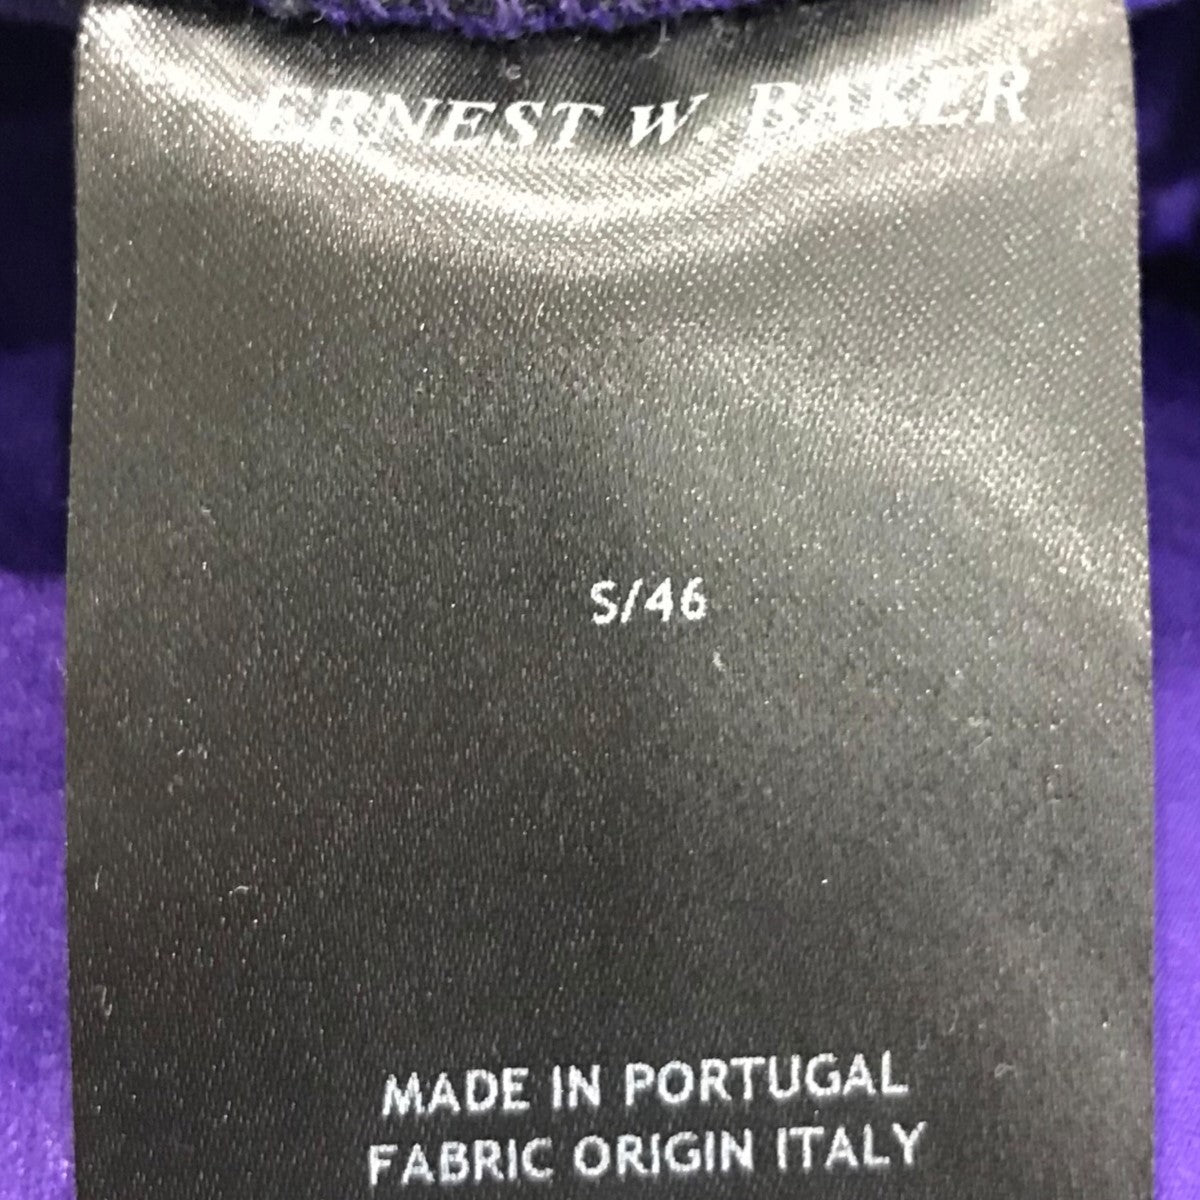 ERNEST W. BAKER
S/46
MADE IN PORTUGAL
FABRIC ORIGIN ITALY